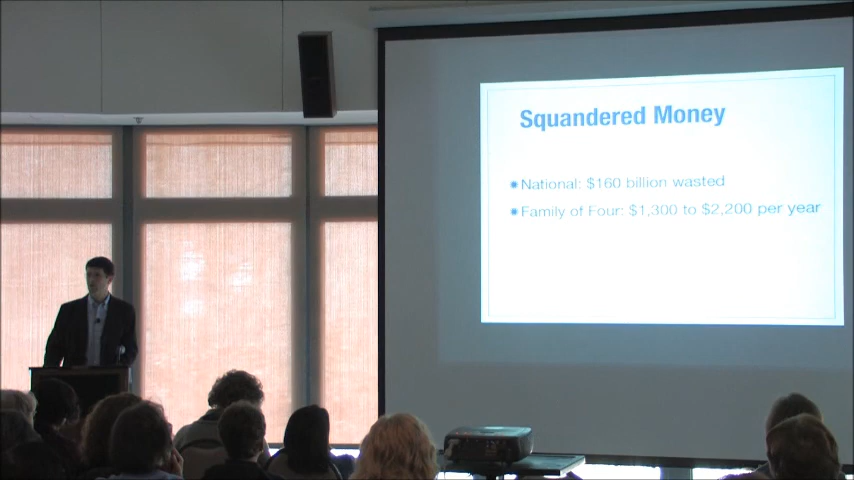 Squandered Money
National: $160 billion wasted
Family of Four: $1,300 to $2,200 per year